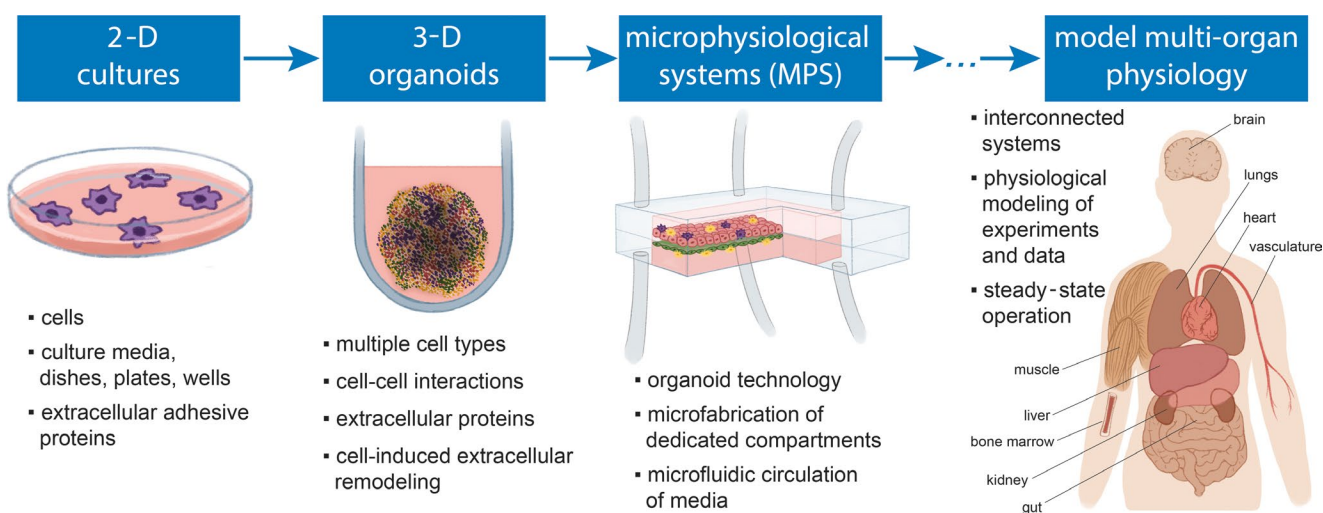 2-D
cultures
3-D
organoids
microphysiological
systems (MPS)
...
model multi-organ
physiology
▪ cells
▪ culture media,
dishes, plates, wells
▪ extracellular adhesive
proteins
▪ multiple cell types
▪ cell-cell interactions
▪ extracellular proteins
▪ cell-induced extracellular
remodeling
▪ organoid technology
▪ microfabrication of
dedicated compartments
▪ microfluidic circulation
of media
▪ interconnected
systems
▪ physiological
modeling of
experiments
and data
▪ steady-state
operation
brain
lungs
heart
vasculature
muscle
liver
bone marrow
kidney
gut